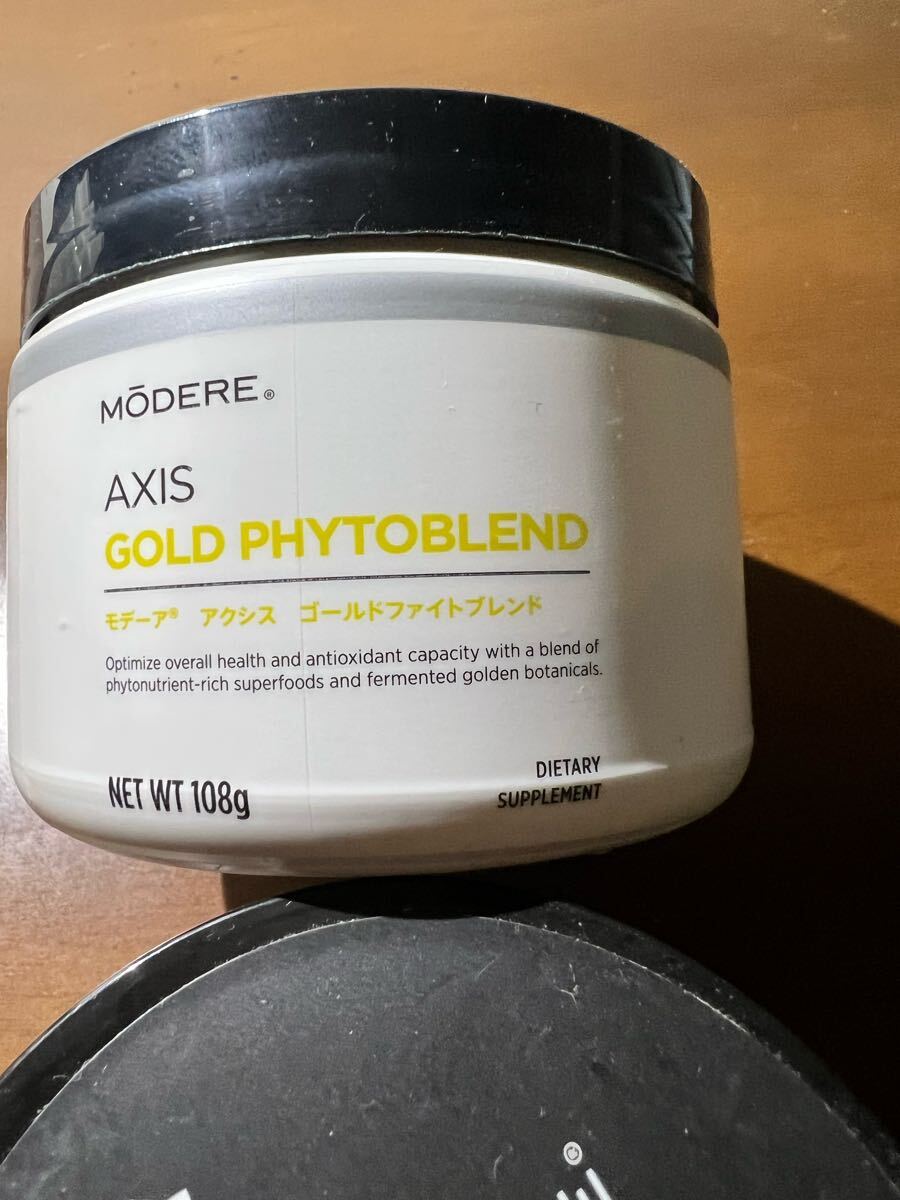 MŌDERE®
AXIS
GOLD PHYTOBLEND
モデーア® アクシス ゴールドファイトブレンド
Optimize overall health and antioxidant capacity with a blend of
phytonutrient-rich superfoods and fermented golden botanicals.
NET WT 108g
DIETARY
SUPPLEMENT